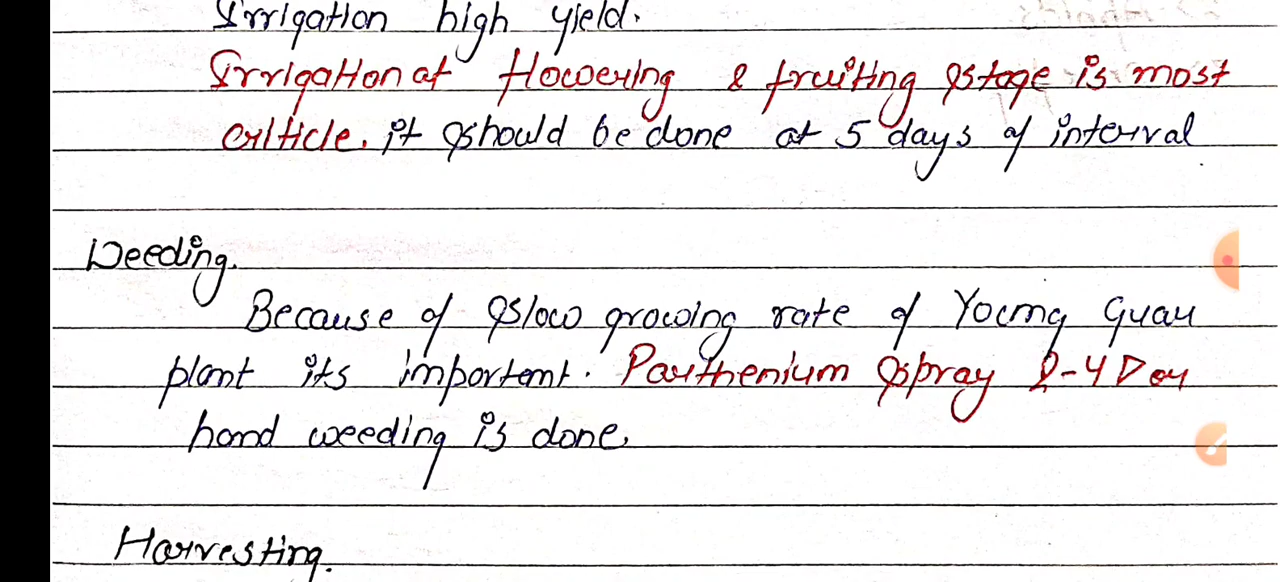 Irrigation high yield.
Irrigation at flowering & fruiting stage is most
criticle. it should be done at 5 days of interval
Weeding.
Because of slow growing rate of Young Guar
plant its important. Parthenium spray 2-4 D or
hand weeding is done.
Harvesting.